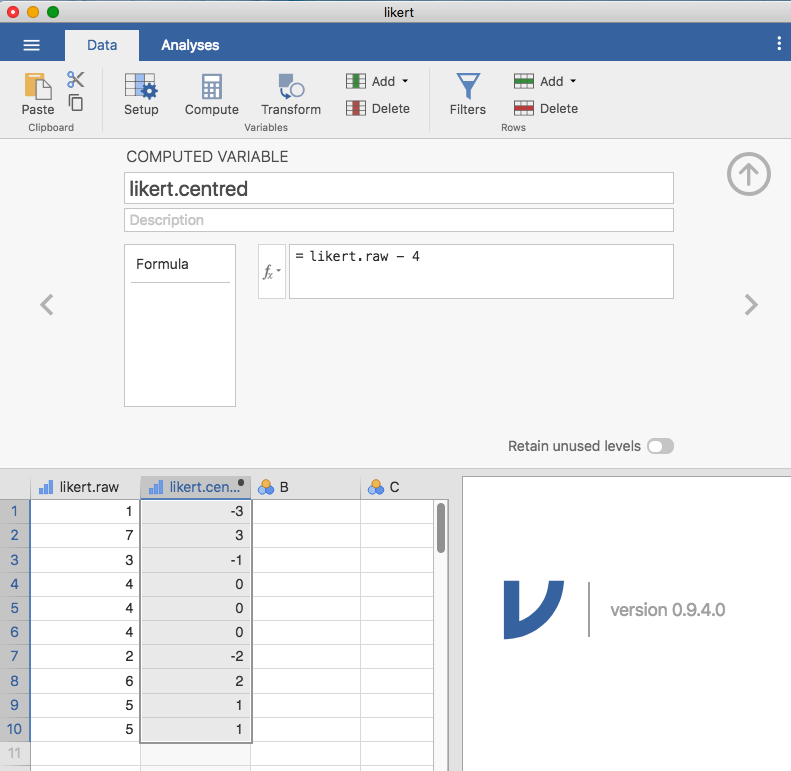 likert
Data Analyses
Paste Setup Compute Transform Add Delete Filters Add Delete
Clipboard Variables Rows
COMPUTED VARIABLE
likert.centred
Description
Formula
fx
= likert.raw – 4
Retain unused levels
likert.raw likert.cen... B C
1 1 -3
2 7 3
3 3 -1
4 4 0
5 4 0
6 4 0
7 2 -2
8 6 2
9 5 1
10 5 1
11
version 0.9.4.0